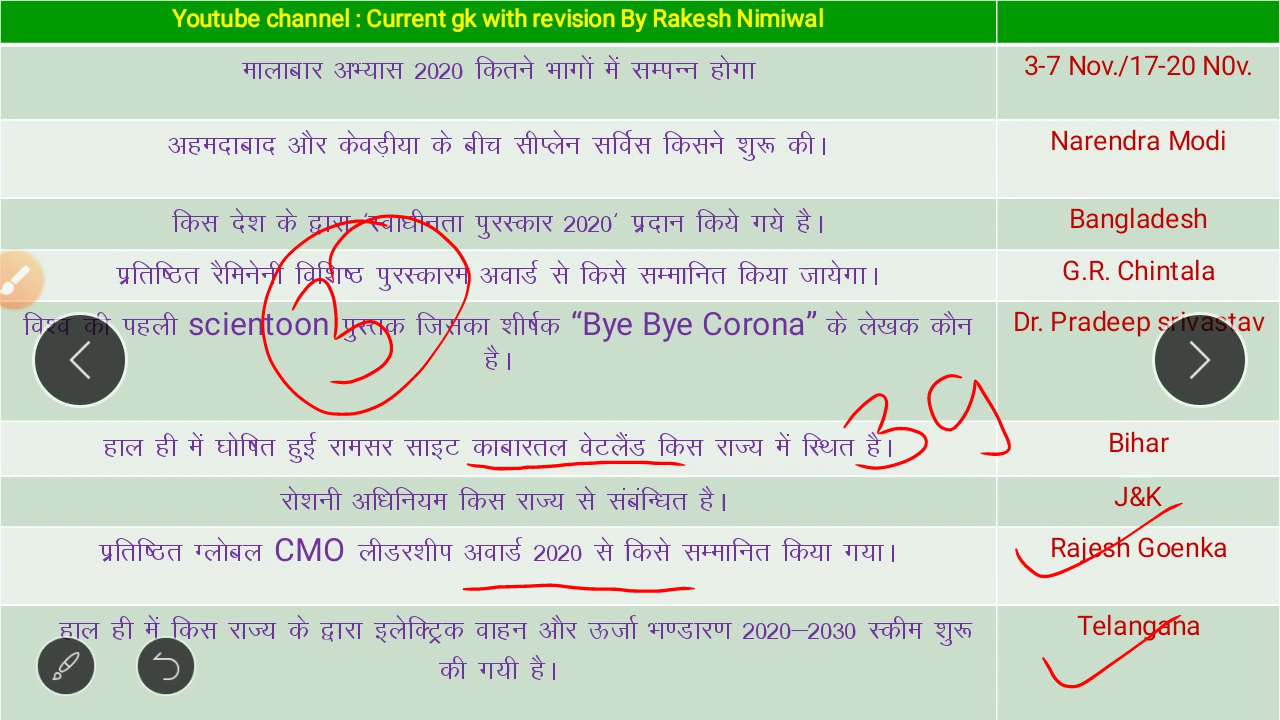 Youtube channel : Current gk with revision By Rakesh Nimiwal
मालाबार अभ्यास 2020 कितने भागों में सम्पन्न होगा
3-7 Nov./17-20 N0v.
अहमदाबाद और केवड़ीया के बीच सीप्लेन सर्विस किसने शुरू की।
Narendra Modi
किस देश के द्वारा ‘स्वाधीनता पुरस्कार 2020’ प्रदान किये गये है।
Bangladesh
प्रतिष्ठित रैमिनेनी विशिष्ट पुरस्कारम अवार्ड से किसे सम्मानित किया जायेगा।
G.R. Chintala
विश्व की पहली scientoon पुस्तक जिसका शीर्षक “Bye Bye Corona” के लेखक कौन
है।
Dr. Pradeep srivastav
3
39
हाल ही में घोषित हुई रामसर साइट काबारतल वेटलैंड किस राज्य में स्थित है।
Bihar
रोशनी अधिनियम किस राज्य से संबंन्धित है।
J&K
प्रतिष्ठित ग्लोबल CMO लीडरशीप अवार्ड 2020 से किसे सम्मानित किया गया।
Rajesh Goenka
हाल ही में किस राज्य के द्वारा इलेक्ट्रिक वाहन और ऊर्जा भण्डारण 2020–2030 स्कीम शुरू
की गयी है।
Telangana